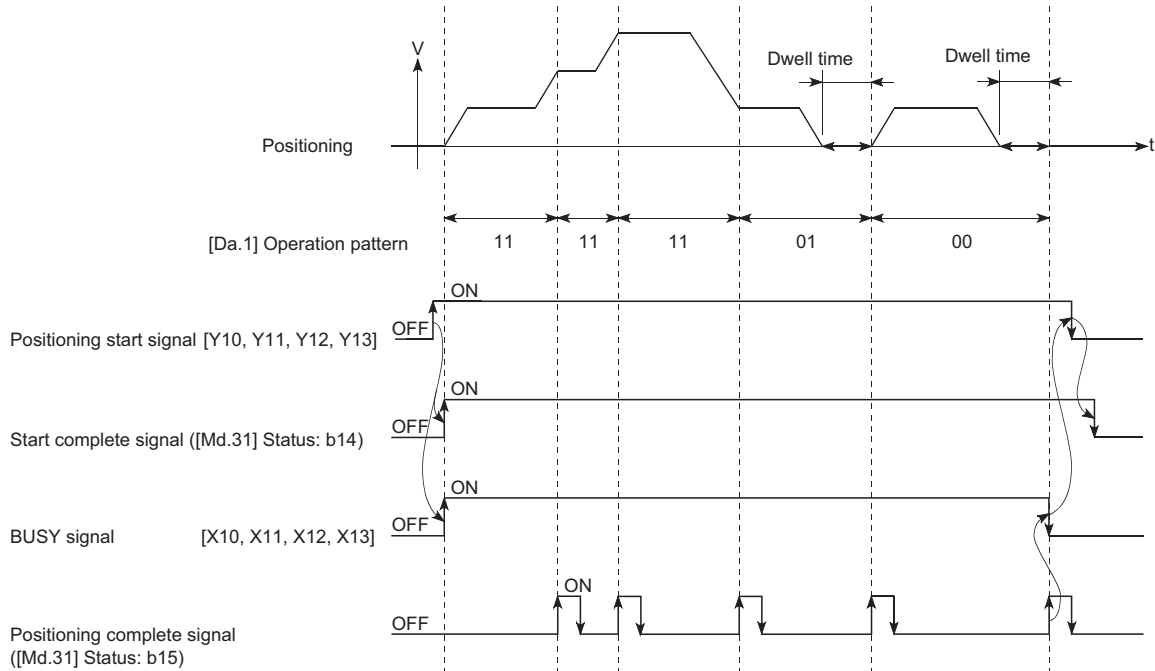 V
Dwell time
Dwell time
Positioning
t
[Da.1] Operation pattern
11
11
11
01
00
ON
OFF
Positioning start signal [Y10, Y11, Y12, Y13]
ON
OFF
Start complete signal ([Md.31] Status: b14)
ON
OFF
BUSY signal [X10, X11, X12, X13]
ON
OFF
Positioning complete signal
([Md.31] Status: b15)